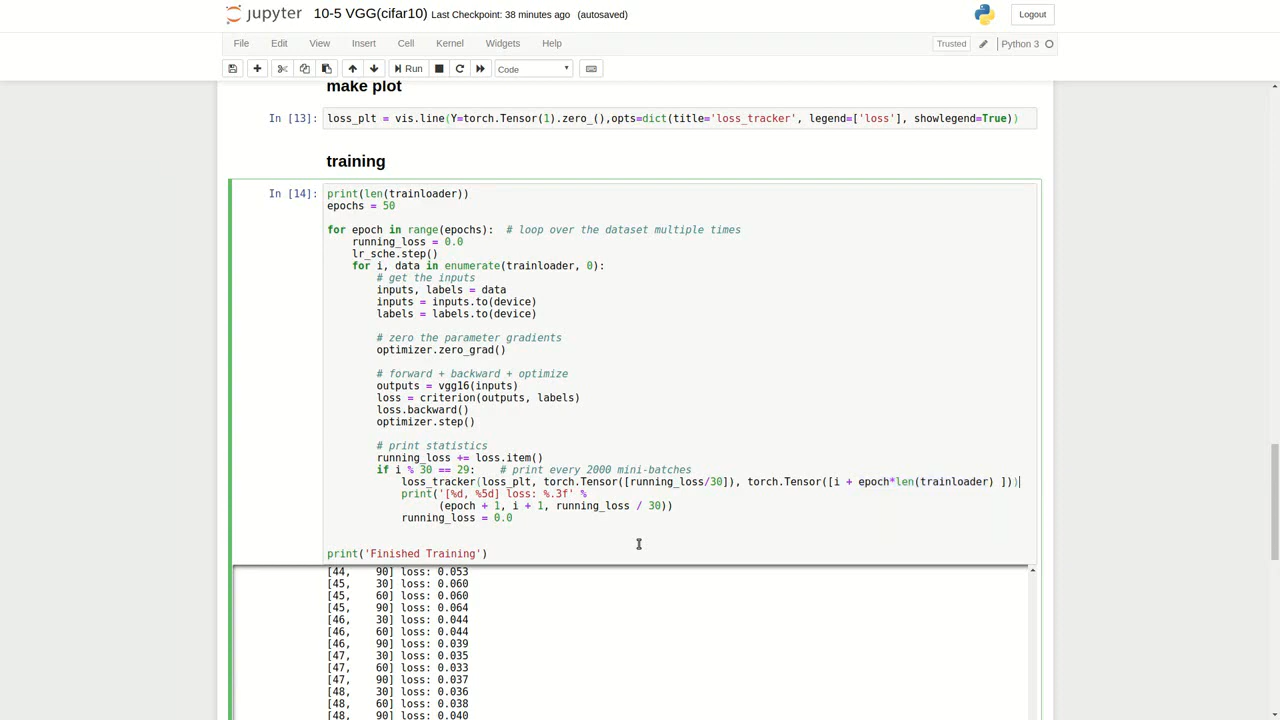 jupyter 10-5 VGG(cifar10) Last Checkpoint: 38 minutes ago (autosaved) Logout
File Edit View Insert Cell Kernel Widgets Help Trusted Python 3
Run Code
make plot
In [13]: loss_plt = vis.line(Y=torch.Tensor(1).zero_(),opts=dict(title='loss_tracker', legend=['loss'], showlegend=True))
training
In [14]: print(len(trainloader))
epochs = 50
for epoch in range(epochs):  # loop over the dataset multiple times
    running_loss = 0.0
    lr_sche.step()
    for i, data in enumerate(trainloader, 0):
        # get the inputs
        inputs, labels = data
        inputs = inputs.to(device)
        labels = labels.to(device)
        # zero the parameter gradients
        optimizer.zero_grad()
        # forward + backward + optimize
        outputs = vgg16(inputs)
        loss = criterion(outputs, labels)
        loss.backward()
        optimizer.step()
        # print statistics
        running_loss += loss.item()
        if i % 30 == 29:    # print every 2000 mini-batches
            loss_tracker(loss_plt, torch.Tensor([running_loss/30]), torch.Tensor([i + epoch*len(trainloader) ]))
            print('[%d, %5d] loss: %.3f' %
                  (epoch + 1, i + 1, running_loss / 30))
            running_loss = 0.0
print('Finished Training')
[44,    90] loss: 0.053
[45,    30] loss: 0.060
[45,    60] loss: 0.060
[45,    90] loss: 0.064
[46,    30] loss: 0.044
[46,    60] loss: 0.044
[46,    90] loss: 0.039
[47,    30] loss: 0.035
[47,    60] loss: 0.033
[47,    90] loss: 0.037
[48,    30] loss: 0.036
[48,    60] loss: 0.038
[48,    90] loss: 0.040